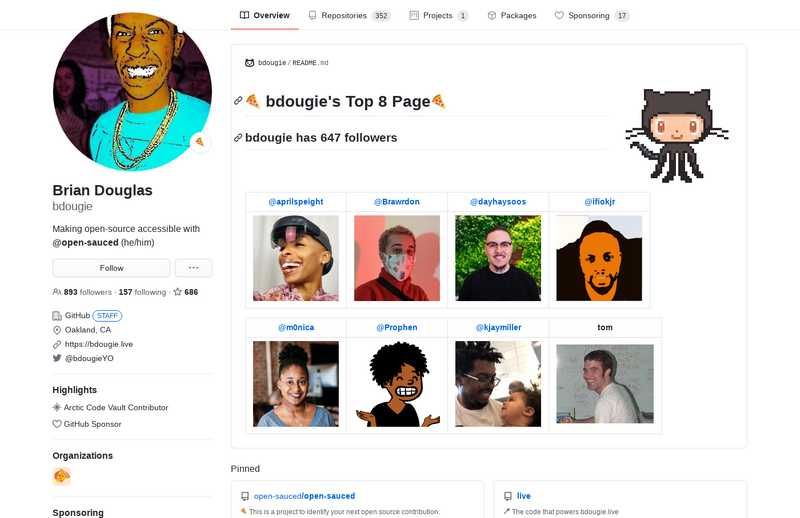 Overview
Repositories 352
Projects 1
Packages
Sponsoring 17
Brian Douglas
bdougie
Making open-source accessible with
@open-sauced (he/him)
Follow
893 followers · 157 following · 686
GitHub STAFF
Oakland, CA
https://bdougie.live
@bdougieYO
Highlights
Arctic Code Vault Contributor
GitHub Sponsor
Organizations
Sponsoring
bdougie / README.md
bdougie's Top 8 Page
bdougie has 647 followers
@aprilspeight @Brawrdon @dayhaysoos @ifiokjr
@m0nica @Prophen @kjaymiller tom
Pinned
open-sauced/open-sauced
This is a project to identify your next open source contribution.
live
The code that powers bdougie.live